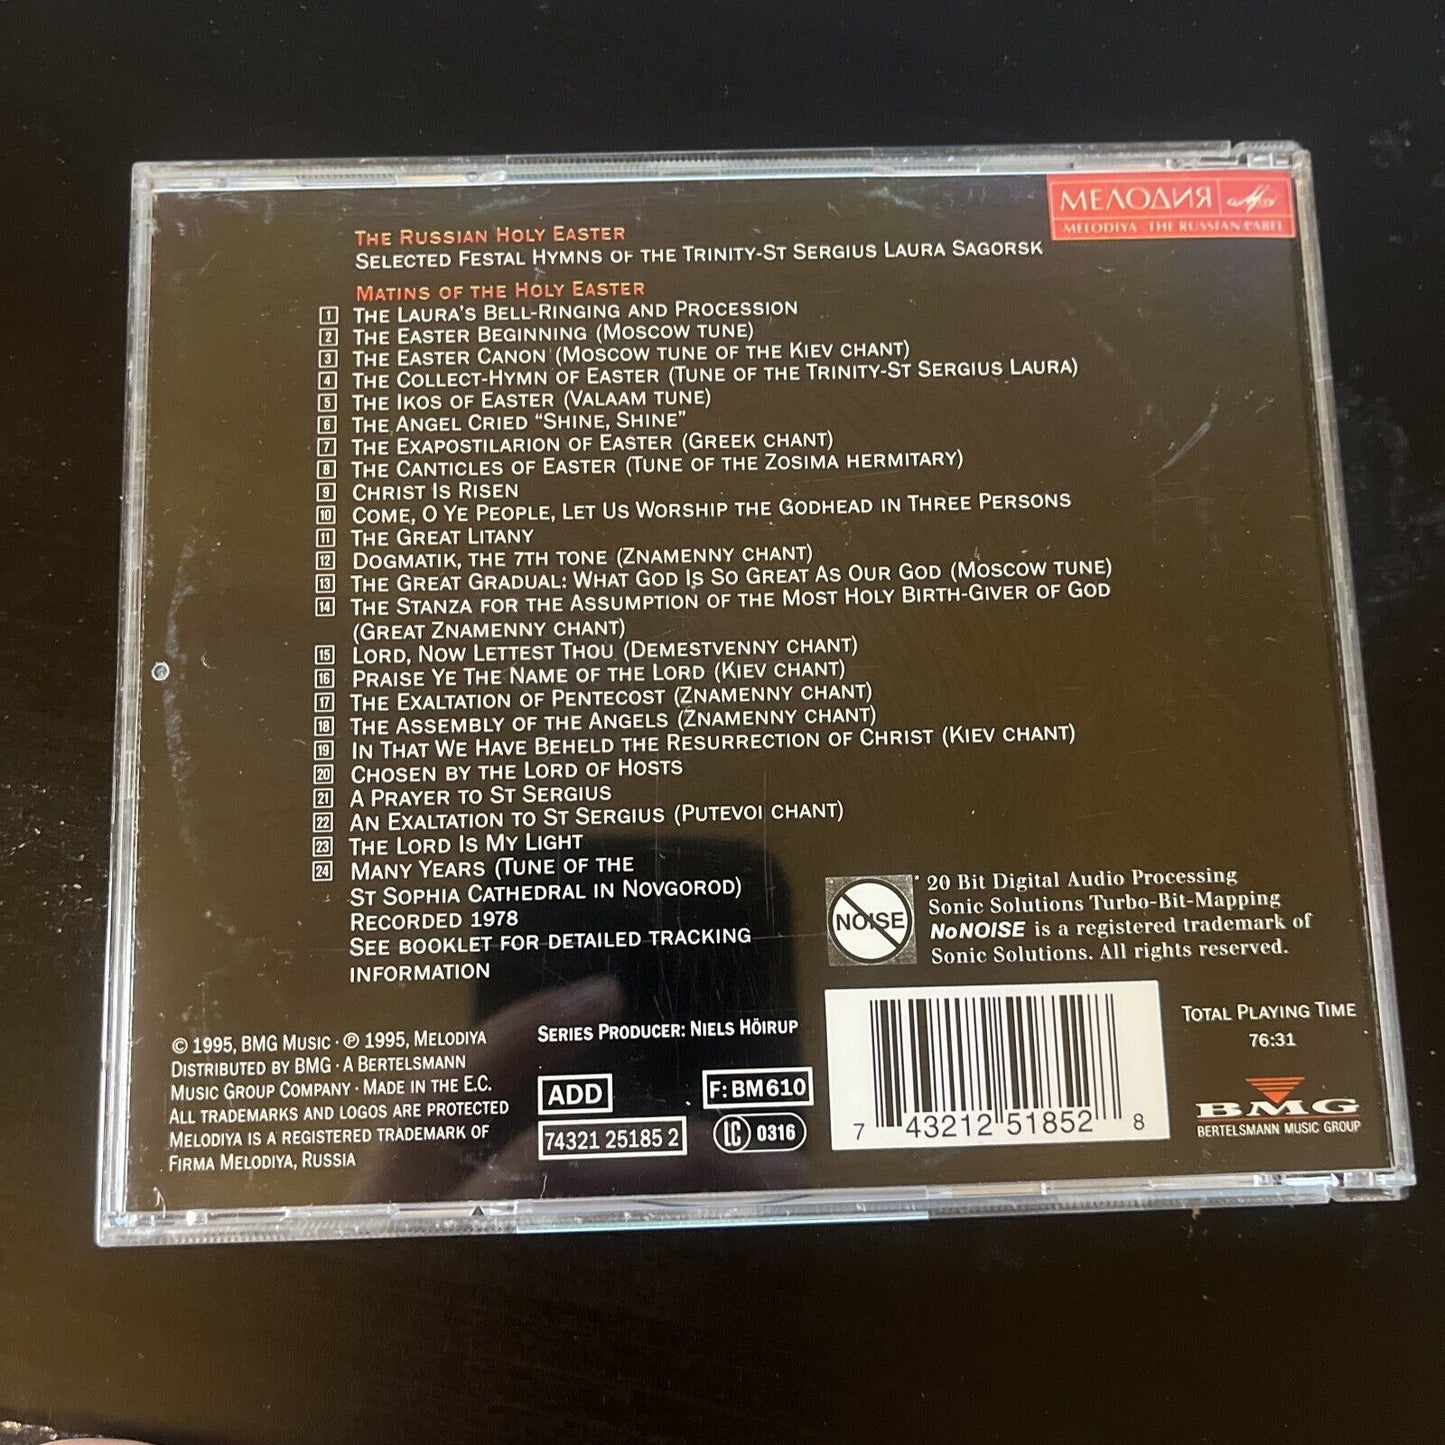 МЕЛОДИЯ
MELODIYA · THE RUSSIAN LABEL
THE RUSSIAN HOLY EASTER
SELECTED FESTAL HYMNS OF THE TRINITY-ST SERGIUS LAURA SAGORSK
MATINS OF THE HOLY EASTER
1 THE LAURA'S BELL-RINGING AND PROCESSION
2 THE EASTER BEGINNING (MOSCOW TUNE)
3 THE EASTER CANON (MOSCOW TUNE OF THE KIEV CHANT)
4 THE COLLECT-HYMN OF EASTER (TUNE OF THE TRINITY-ST SERGIUS LAURA)
5 THE IKOS OF EASTER (VALAAM TUNE)
6 THE ANGEL CRIED “SHINE, SHINE”
7 THE EXAPOSTILARION OF EASTER (GREEK CHANT)
8 THE CANTICLES OF EASTER (TUNE OF THE ZOSIMA HERMITARY)
9 CHRIST IS RISEN
10 COME, O YE PEOPLE, LET US WORSHIP THE GODHEAD IN THREE PERSONS
11 THE GREAT LITANY
12 DOGMATIK, THE 7TH TONE (ZNAMENNY CHANT)
13 THE GREAT GRADUAL: WHAT GOD IS SO GREAT AS OUR GOD (MOSCOW TUNE)
14 THE STANZA FOR THE ASSUMPTION OF THE MOST HOLY BIRTH-GIVER OF GOD
(GREAT ZNAMENNY CHANT)
15 LORD, NOW LETTEST THOU (DEMESTVENNY CHANT)
16 PRAISE YE THE NAME OF THE LORD (KIEV CHANT)
17 THE EXALTATION OF PENTECOST (ZNAMENNY CHANT)
18 THE ASSEMBLY OF THE ANGELS (ZNAMENNY CHANT)
19 IN THAT WE HAVE BEHELD THE RESURRECTION OF CHRIST (KIEV CHANT)
20 CHOSEN BY THE LORD OF HOSTS
21 A PRAYER TO ST SERGIUS
22 AN EXALTATION TO ST SERGIUS (PUTEVOI CHANT)
23 THE LORD IS MY LIGHT
24 MANY YEARS (TUNE OF THE
ST SOPHIA CATHEDRAL IN NOVGOROD)
RECORDED 1978
SEE BOOKLET FOR DETAILED TRACKING
INFORMATION
NOISE
20 Bit Digital Audio Processing
Sonic Solutions Turbo-Bit-Mapping
NoNOISE is a registered trademark of
Sonic Solutions. All rights reserved.
© 1995, BMG MUSIC · ℗ 1995, MELODIYA
DISTRIBUTED BY BMG · A BERTELSMANN
MUSIC GROUP COMPANY · MADE IN THE E.C.
ALL TRADEMARKS AND LOGOS ARE PROTECTED
MELODIYA IS A REGISTERED TRADEMARK OF
FIRMA MELODIYA, RUSSIA
SERIES PRODUCER: NIELS HÖIRUP
ADD
F: BM 610
74321 25185 2
LC 0316
7 43212 51852 8
TOTAL PLAYING TIME
76:31
BMG
BERTELSMANN MUSIC GROUP